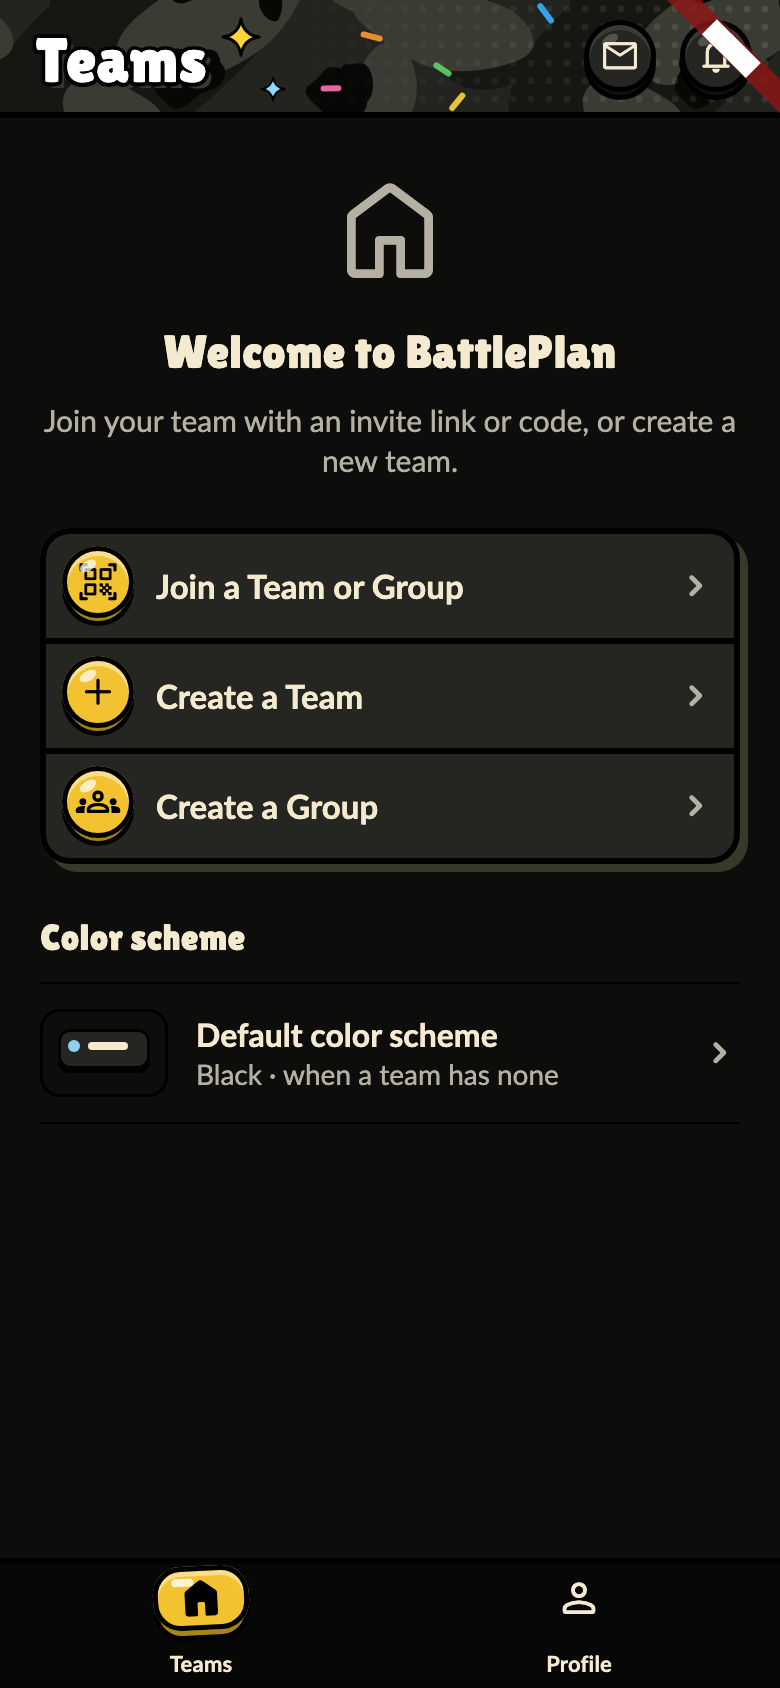 Teams
Welcome to BattlePlan
Join your team with an invite link or code, or create a
new team.
Join a Team or Group
Create a Team
Create a Group
Color scheme
Default color scheme
Black · when a team has none
Teams
Profile